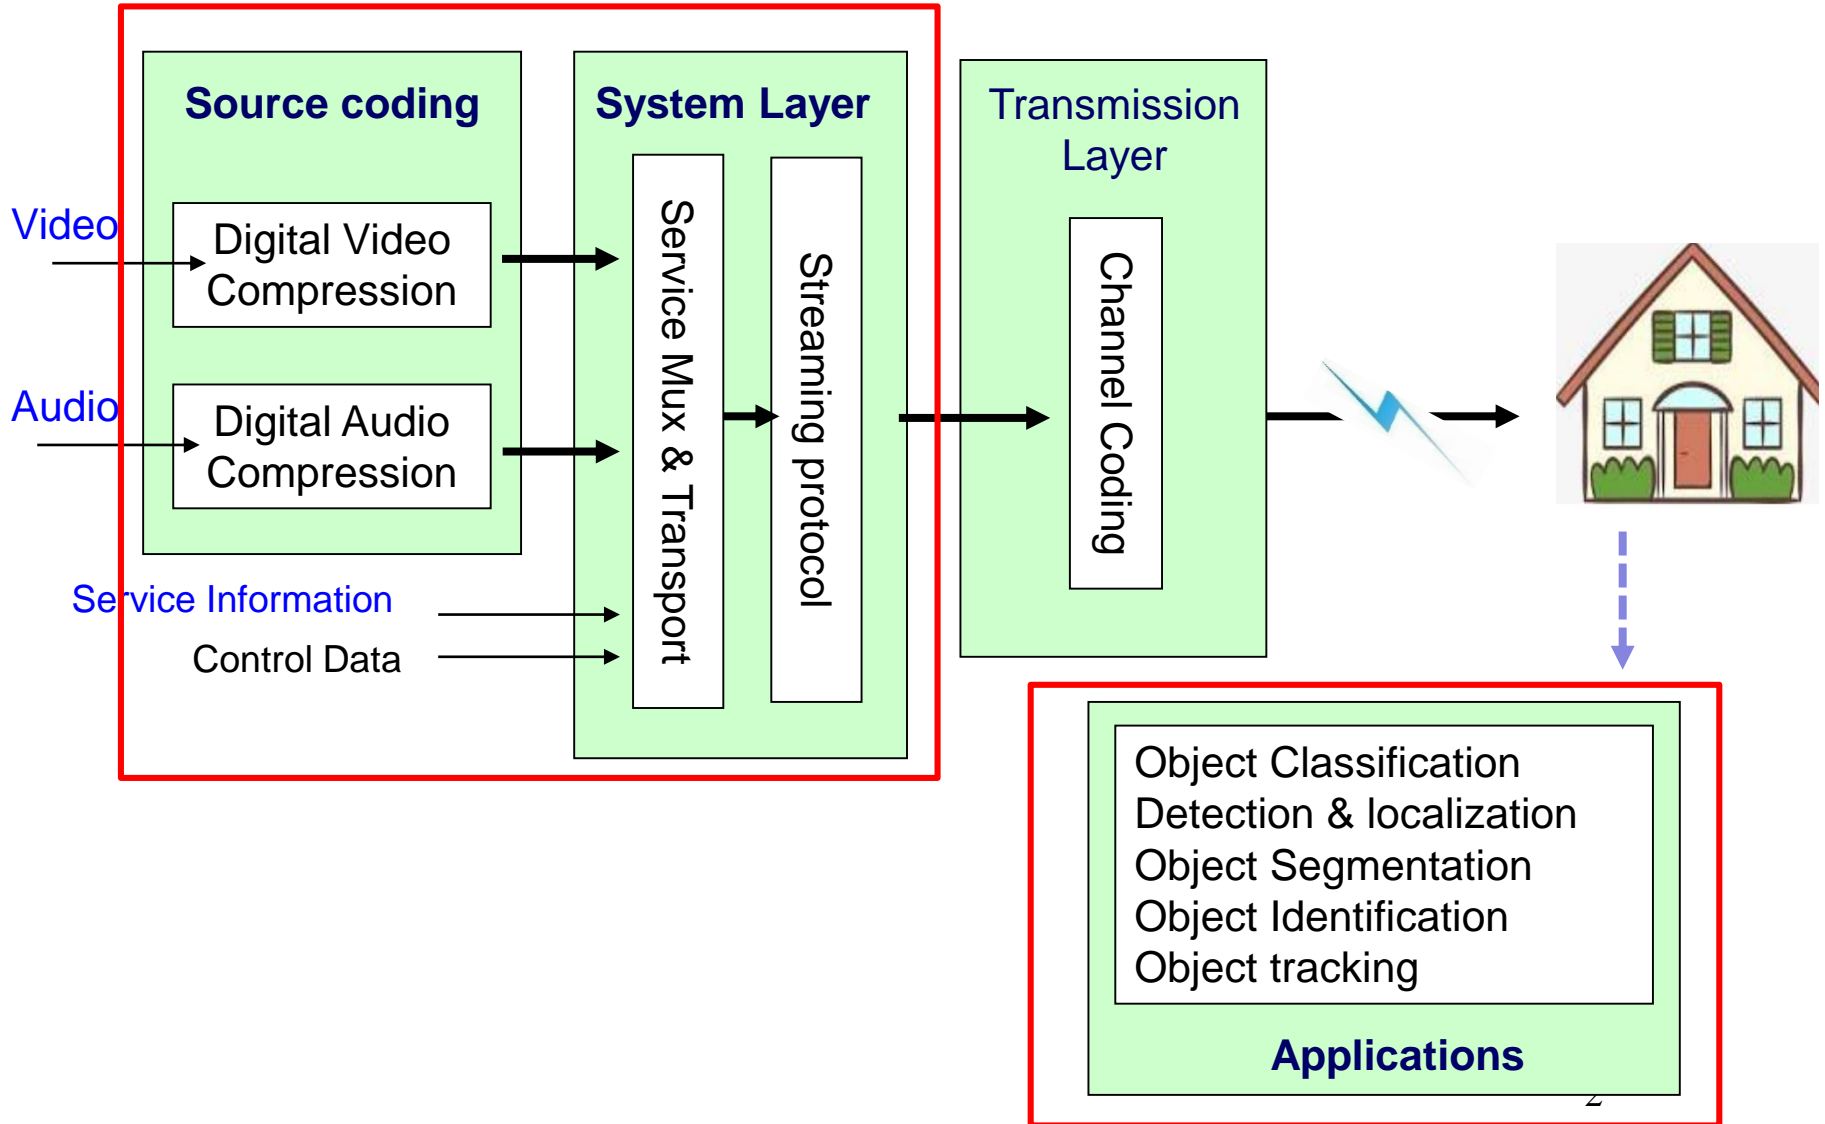 Source coding
System Layer
Transmission
Layer
Video
Digital Video
Compression
Audio
Digital Audio
Compression
Service Information
Control Data
Service Mux & Transport
Streaming protocol
Channel Coding
Object Classification
Detection & localization
Object Segmentation
Object Identification
Object tracking
Applications
2